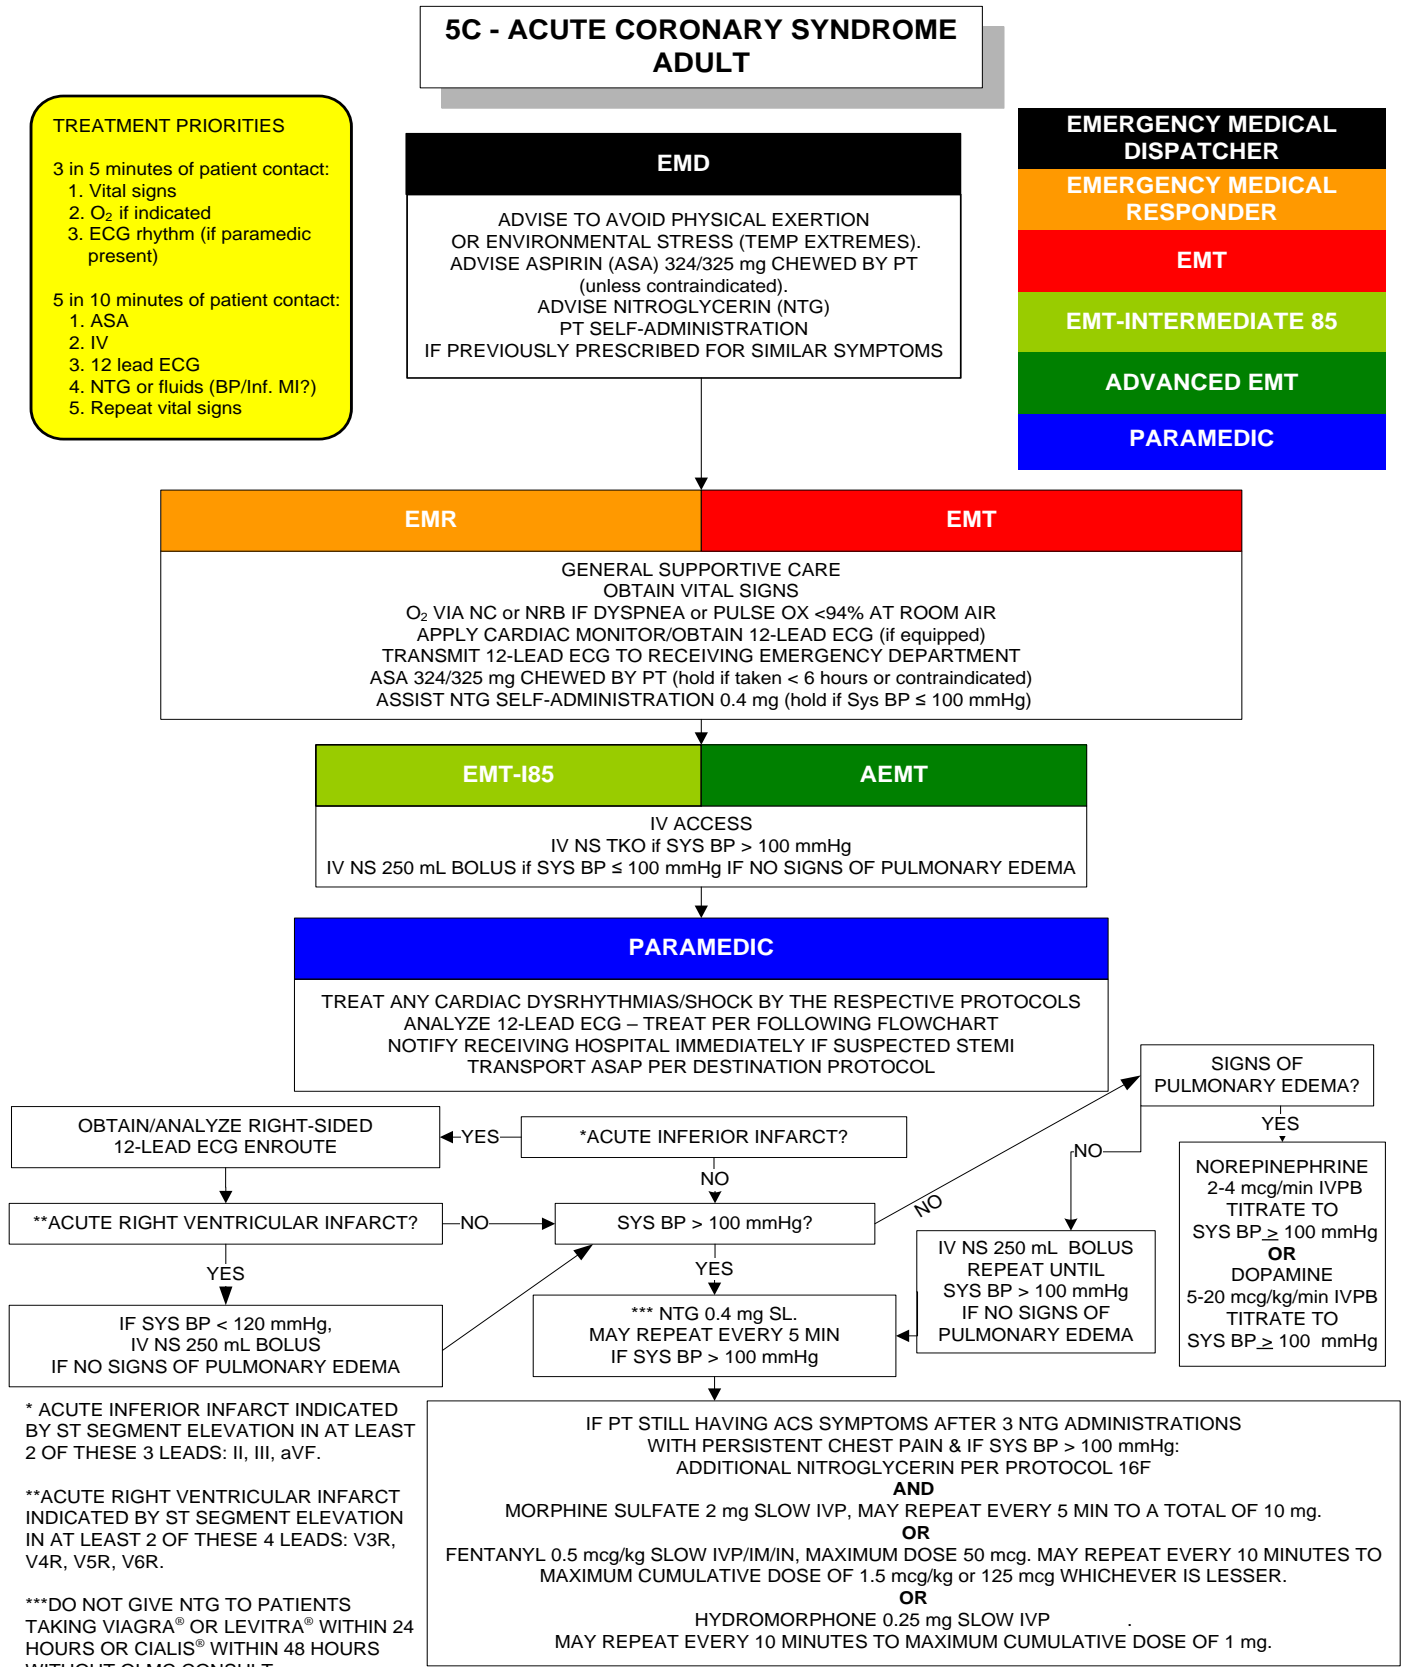 5C - ACUTE CORONARY SYNDROME
ADULT
TREATMENT PRIORITIES
3 in 5 minutes of patient contact:
1. Vital signs
2. O₂ if indicated
3. ECG rhythm (if paramedic
present)
5 in 10 minutes of patient contact:
1. ASA
2. IV
3. 12 lead ECG
4. NTG or fluids (BP/Inf. MI?)
5. Repeat vital signs
EMD
ADVISE TO AVOID PHYSICAL EXERTION
OR ENVIRONMENTAL STRESS (TEMP EXTREMES).
ADVISE ASPIRIN (ASA) 324/325 mg CHEWED BY PT
(unless contraindicated).
ADVISE NITROGLYCERIN (NTG)
PT SELF-ADMINISTRATION
IF PREVIOUSLY PRESCRIBED FOR SIMILAR SYMPTOMS
EMERGENCY MEDICAL
DISPATCHER
EMERGENCY MEDICAL
RESPONDER
EMT
EMT-INTERMEDIATE 85
ADVANCED EMT
PARAMEDIC
EMR
EMT
GENERAL SUPPORTIVE CARE
OBTAIN VITAL SIGNS
O₂ VIA NC or NRB IF DYSPNEA or PULSE OX <94% AT ROOM AIR
APPLY CARDIAC MONITOR/OBTAIN 12-LEAD ECG (if equipped)
TRANSMIT 12-LEAD ECG TO RECEIVING EMERGENCY DEPARTMENT
ASA 324/325 mg CHEWED BY PT (hold if taken < 6 hours or contraindicated)
ASSIST NTG SELF-ADMINISTRATION 0.4 mg (hold if Sys BP ≤ 100 mmHg)
EMT-I85
AEMT
IV ACCESS
IV NS TKO if SYS BP > 100 mmHg
IV NS 250 mL BOLUS if SYS BP ≤ 100 mmHg IF NO SIGNS OF PULMONARY EDEMA
PARAMEDIC
TREAT ANY CARDIAC DYSRHYTHMIAS/SHOCK BY THE RESPECTIVE PROTOCOLS
ANALYZE 12-LEAD ECG – TREAT PER FOLLOWING FLOWCHART
NOTIFY RECEIVING HOSPITAL IMMEDIATELY IF SUSPECTED STEMI
TRANSPORT ASAP PER DESTINATION PROTOCOL
SIGNS OF
PULMONARY EDEMA?
OBTAIN/ANALYZE RIGHT-SIDED
12-LEAD ECG ENROUTE
YES
*ACUTE INFERIOR INFARCT?
NO
YES
NO
**ACUTE RIGHT VENTRICULAR INFARCT?
NO
SYS BP > 100 mmHg?
NO
YES
YES
IF SYS BP < 120 mmHg,
IV NS 250 mL BOLUS
IF NO SIGNS OF PULMONARY EDEMA
*** NTG 0.4 mg SL.
MAY REPEAT EVERY 5 MIN
IF SYS BP > 100 mmHg
IV NS 250 mL BOLUS
REPEAT UNTIL
SYS BP > 100 mmHg
IF NO SIGNS OF
PULMONARY EDEMA
NOREPINEPHRINE
2-4 mcg/min IVPB
TITRATE TO
SYS BP ≥ 100 mmHg
OR
DOPAMINE
5-20 mcg/kg/min IVPB
TITRATE TO
SYS BP ≥ 100 mmHg
* ACUTE INFERIOR INFARCT INDICATED
BY ST SEGMENT ELEVATION IN AT LEAST
2 OF THESE 3 LEADS: II, III, aVF.
**ACUTE RIGHT VENTRICULAR INFARCT
INDICATED BY ST SEGMENT ELEVATION
IN AT LEAST 2 OF THESE 4 LEADS: V3R,
V4R, V5R, V6R.
***DO NOT GIVE NTG TO PATIENTS
TAKING VIAGRA® OR LEVITRA® WITHIN 24
HOURS OR CIALIS® WITHIN 48 HOURS
WITHOUT OLMC CONSULT
IF PT STILL HAVING ACS SYMPTOMS AFTER 3 NTG ADMINISTRATIONS
WITH PERSISTENT CHEST PAIN & IF SYS BP > 100 mmHg:
ADDITIONAL NITROGLYCERIN PER PROTOCOL 16F
AND
MORPHINE SULFATE 2 mg SLOW IVP, MAY REPEAT EVERY 5 MIN TO A TOTAL OF 10 mg.
OR
FENTANYL 0.5 mcg/kg SLOW IVP/IM/IN, MAXIMUM DOSE 50 mcg. MAY REPEAT EVERY 10 MINUTES TO
MAXIMUM CUMULATIVE DOSE OF 1.5 mcg/kg or 125 mcg WHICHEVER IS LESSER.
OR
HYDROMORPHONE 0.25 mg SLOW IVP .
MAY REPEAT EVERY 10 MINUTES TO MAXIMUM CUMULATIVE DOSE OF 1 mg.